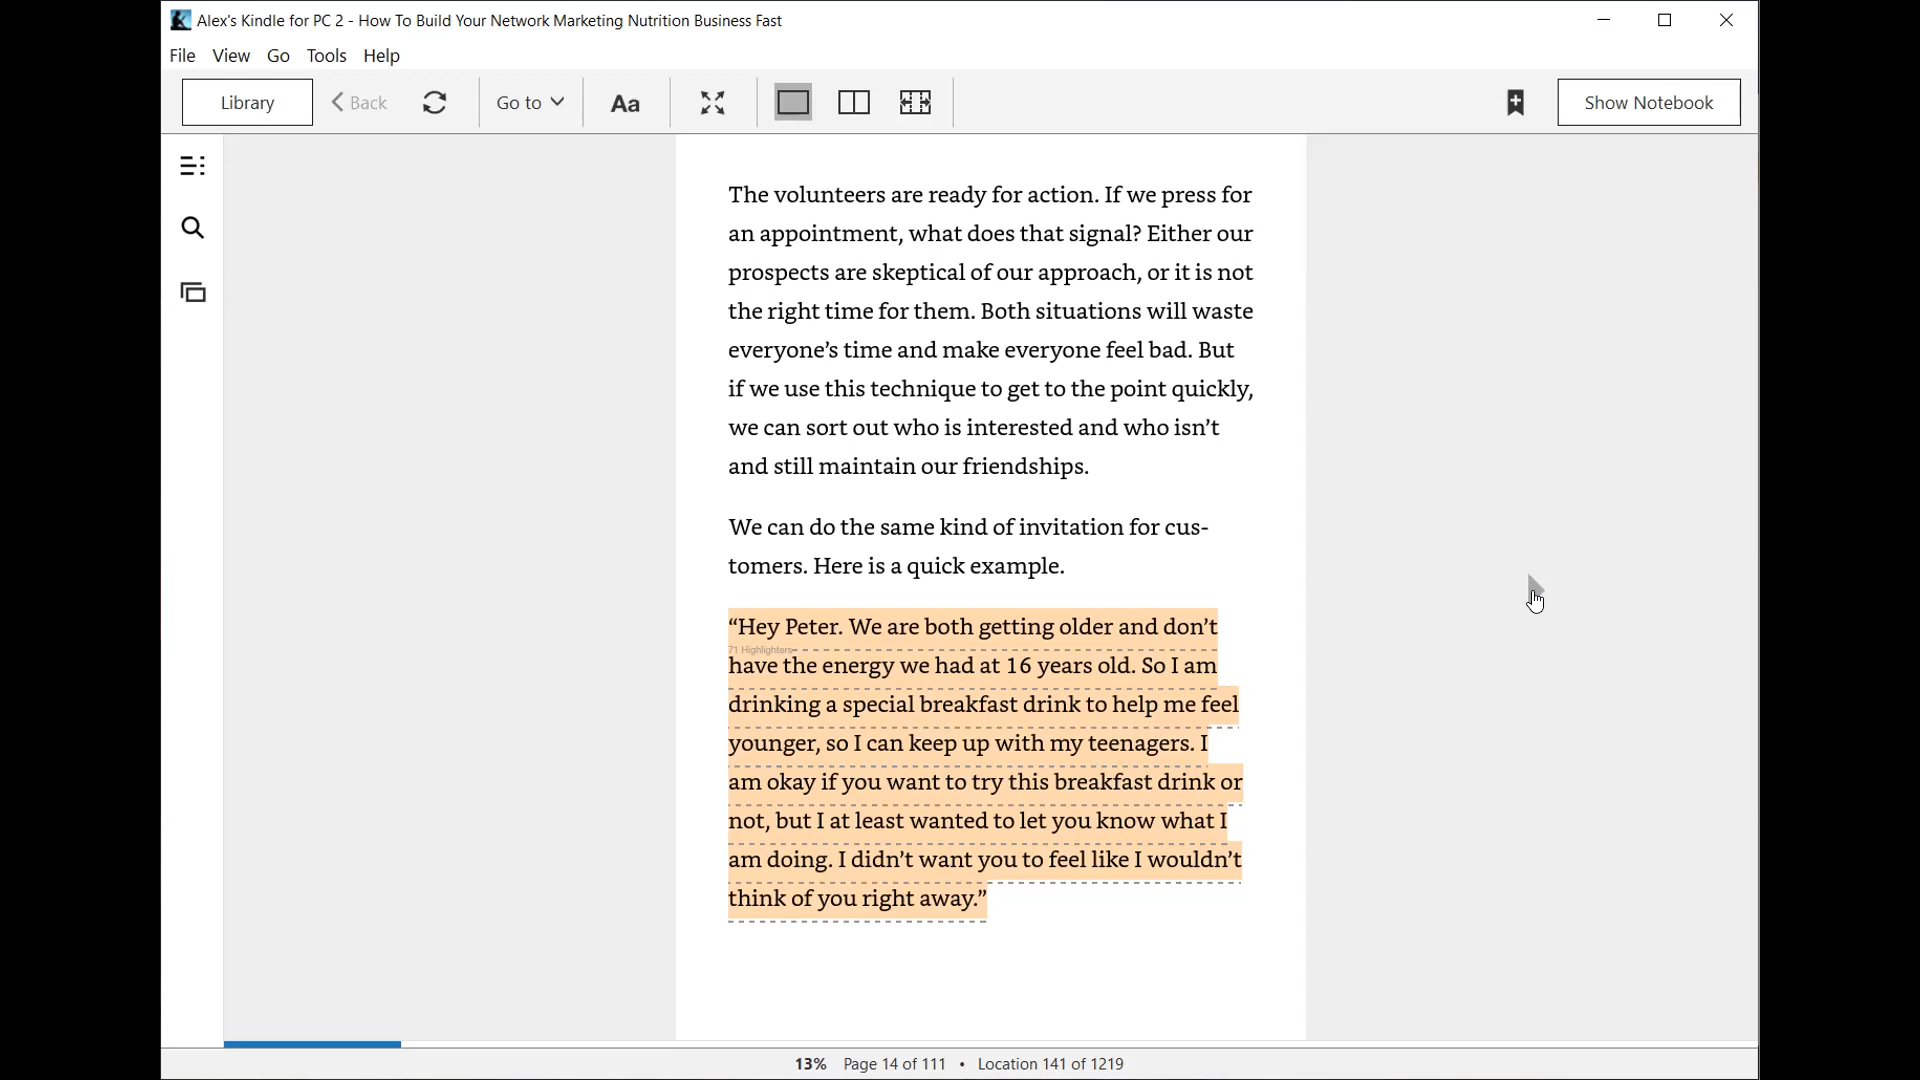 Alex's Kindle for PC 2 - How To Build Your Network Marketing Nutrition Business Fast
File View Go Tools Help
Library Back Go to Aa Show Notebook
The volunteers are ready for action. If we press for
an appointment, what does that signal? Either our
prospects are skeptical of our approach, or it is not
the right time for them. Both situations will waste
everyone’s time and make everyone feel bad. But
if we use this technique to get to the point quickly,
we can sort out who is interested and who isn’t
and still maintain our friendships.
We can do the same kind of invitation for cus-
tomers. Here is a quick example.
“Hey Peter. We are both getting older and don’t
71 Highlighters
have the energy we had at 16 years old. So I am
drinking a special breakfast drink to help me feel
younger, so I can keep up with my teenagers. I
am okay if you want to try this breakfast drink or
not, but I at least wanted to let you know what I
am doing. I didn’t want you to feel like I wouldn’t
think of you right away.”
13% Page 14 of 111 • Location 141 of 1219